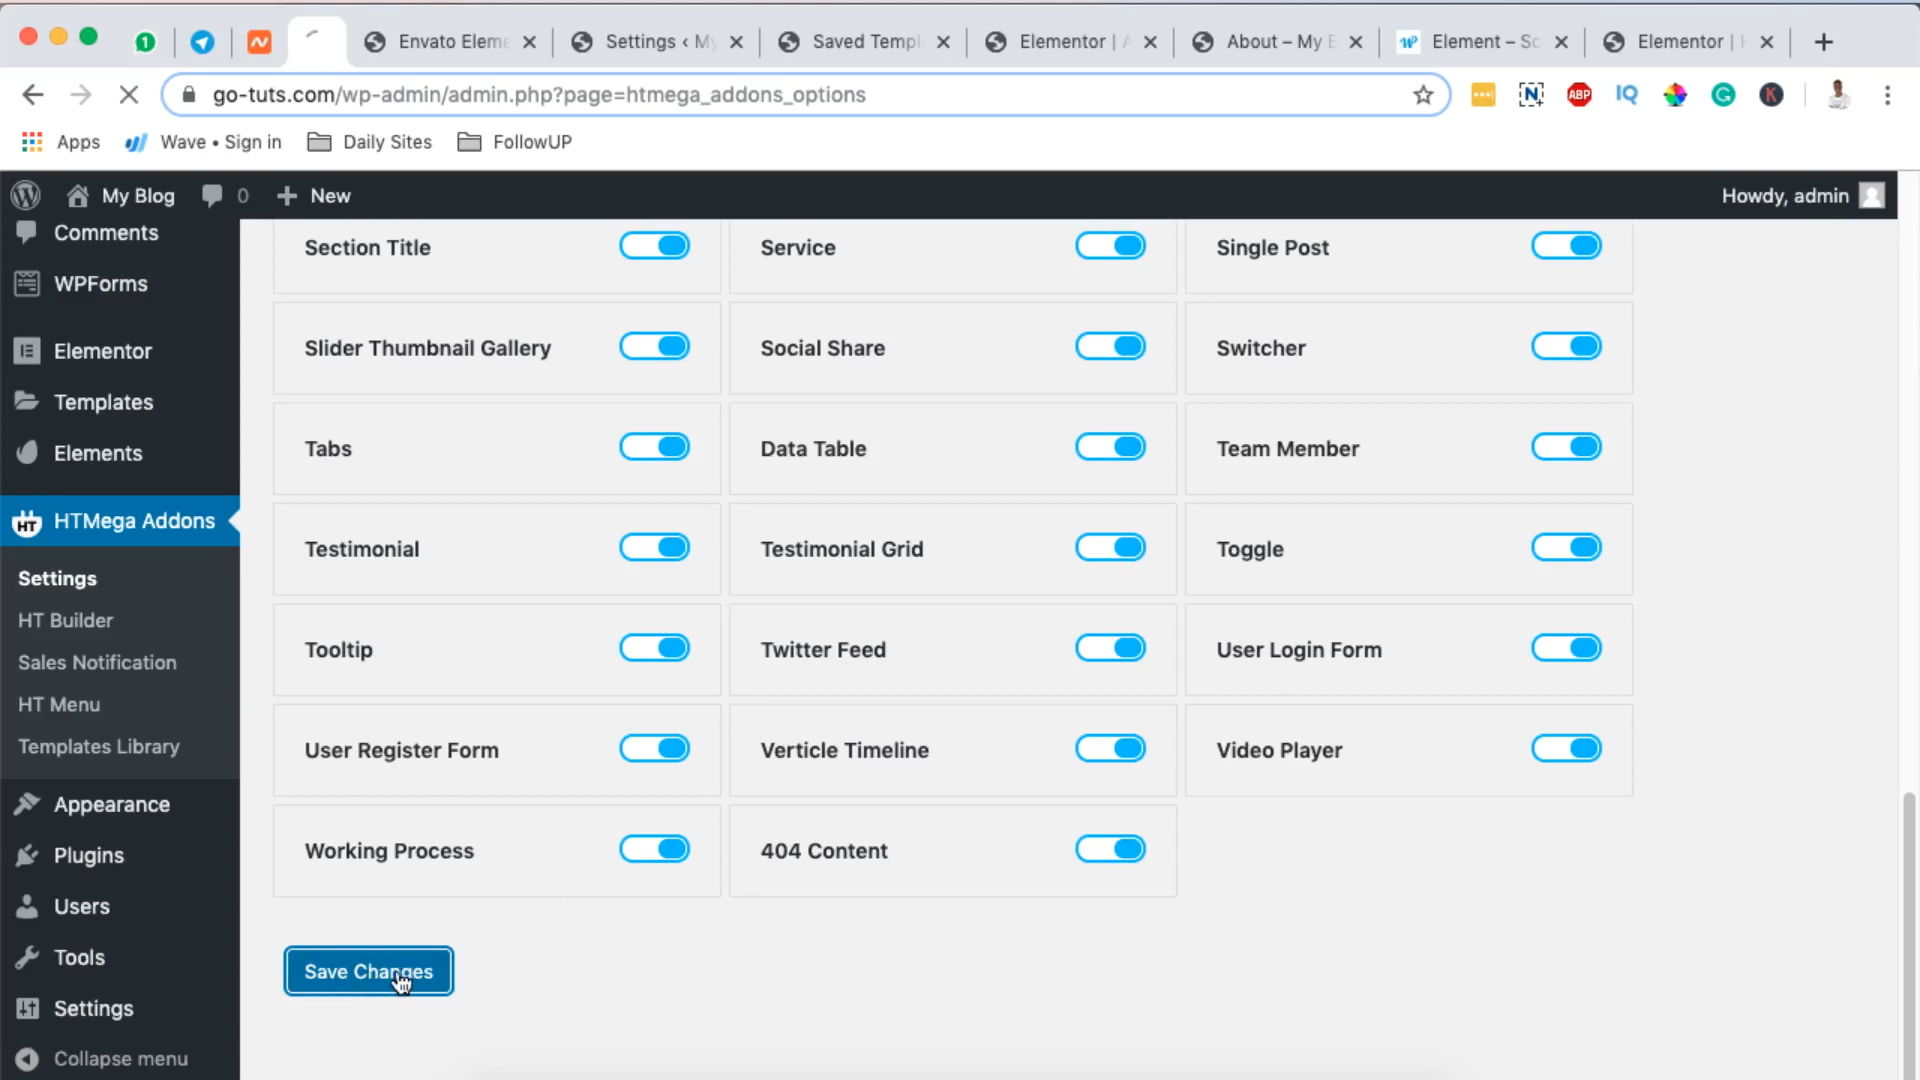 1
Envato Eleme
Settings ‹ My
Saved Templ
Elementor | A
About – My B
Element – Sc
Elementor | H
go-tuts.com/wp-admin/admin.php?page=htmega_addons_options
ABP
IQ
Apps
Wave • Sign in
Daily Sites
FollowUP
My Blog
0
New
Howdy, admin
Comments
WPForms
Elementor
Templates
Elements
HT
HTMega Addons
Settings
HT Builder
Sales Notification
HT Menu
Templates Library
Appearance
Plugins
Users
Tools
Settings
Collapse menu
Section Title
Service
Single Post
Slider Thumbnail Gallery
Social Share
Switcher
Tabs
Data Table
Team Member
Testimonial
Testimonial Grid
Toggle
Tooltip
Twitter Feed
User Login Form
User Register Form
Verticle Timeline
Video Player
Working Process
404 Content
Save Changes